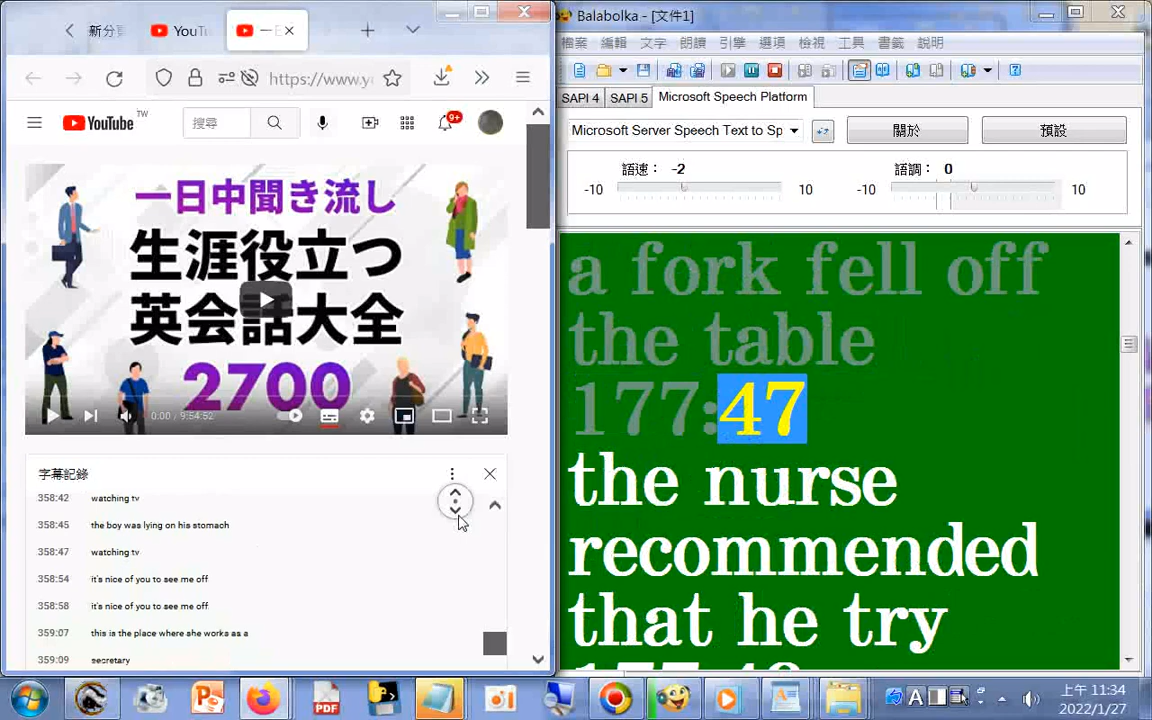 新分
YouTu
一
https://www.y
YouTube
TW
搜尋
9+
一日中聞き流し
生涯役立つ
英会話大全
2700
0:00 / 9:54:52
字幕記錄
358:42 watching tv
358:45 the boy was lying on his stomach
358:47 watching tv
358:54 it's nice of you to see me off
358:58 it's nice of you to see me off
359:07 this is the place where she works as a
359:09 secretary
Balabolka - [文件1]
檔案 編輯 文字 朗讀 引擎 選項 檢視 工具 書籤 說明
SAPI 4 SAPI 5 Microsoft Speech Platform
Microsoft Server Speech Text to Sp
關於
預設
語速： -2
-10 10
語調： 0
-10 10
a fork fell off
the table
177:47
the nurse
recommended
that he try
PDF
A
上午 11:34
2022/1/27